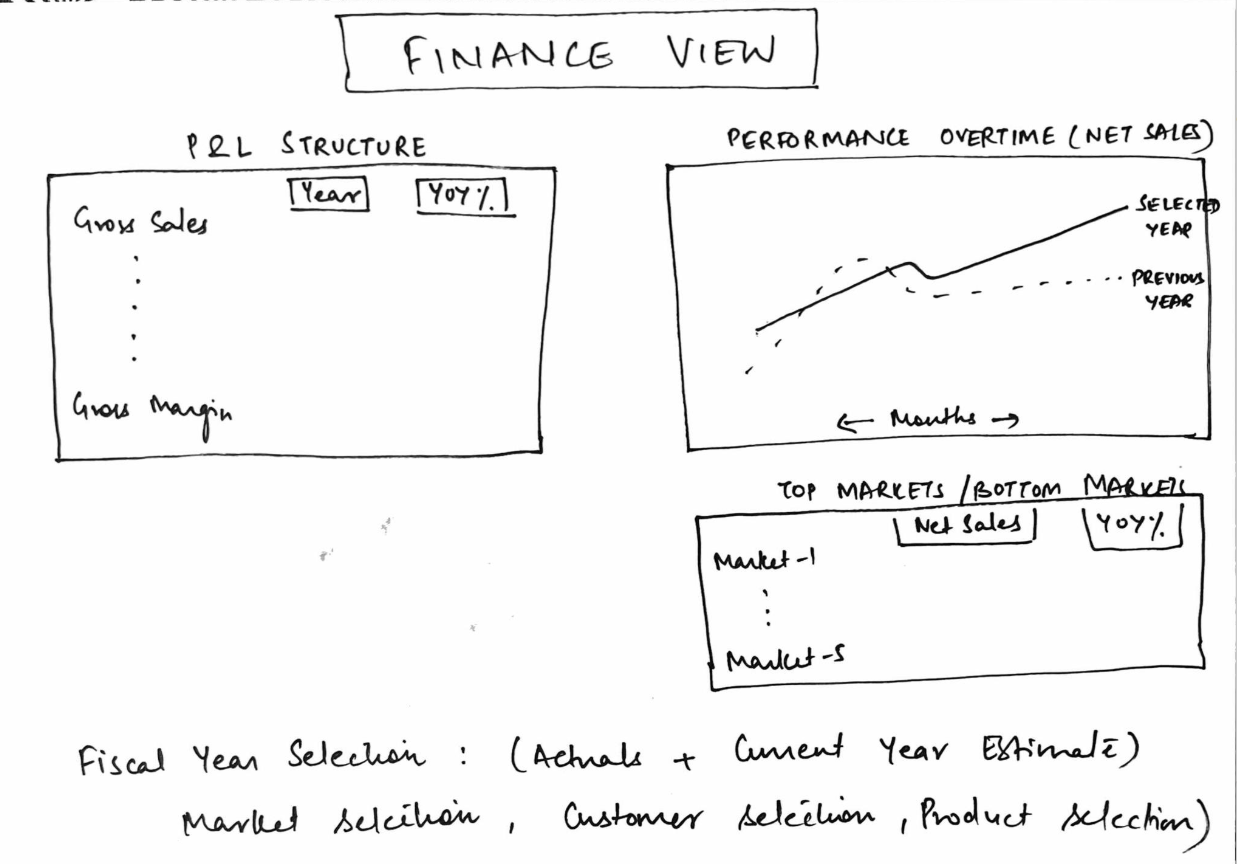 FINANCE VIEW
P & L STRUCTURE
Year YOY %
Gross Sales
Gross Margin
PERFORMANCE OVERTIME (NET SALES)
SELECTED
YEAR
PREVIOUS
YEAR
← Months →
TOP MARKETS / BOTTOM MARKETS
Net Sales YOY %
Market-1
Market-5
Fiscal Year Selection : (Actuals + Current Year Estimate)
Market selection , Customer selection , Product selection)